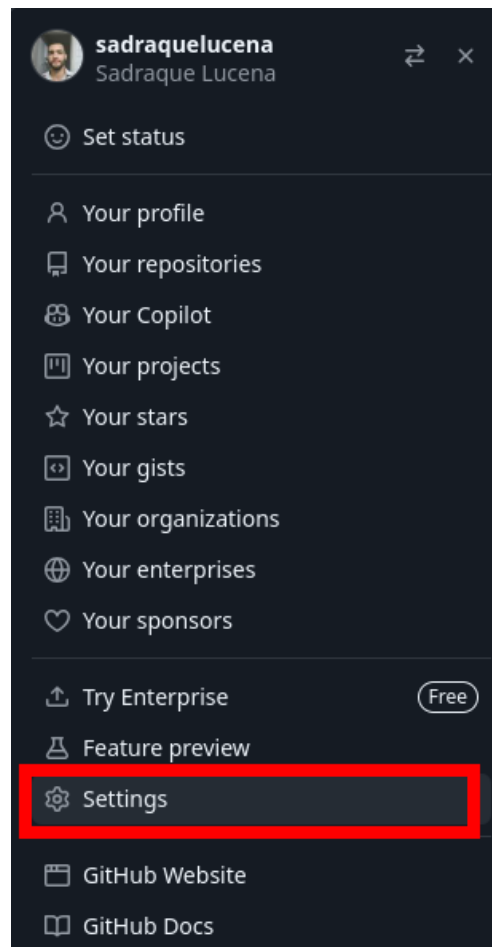 sadraquelucena
Sadraque Lucena
Set status
Your profile
Your repositories
Your Copilot
Your projects
Your stars
Your gists
Your organizations
Your enterprises
Your sponsors
Try Enterprise Free
Feature preview
Settings
GitHub Website
GitHub Docs